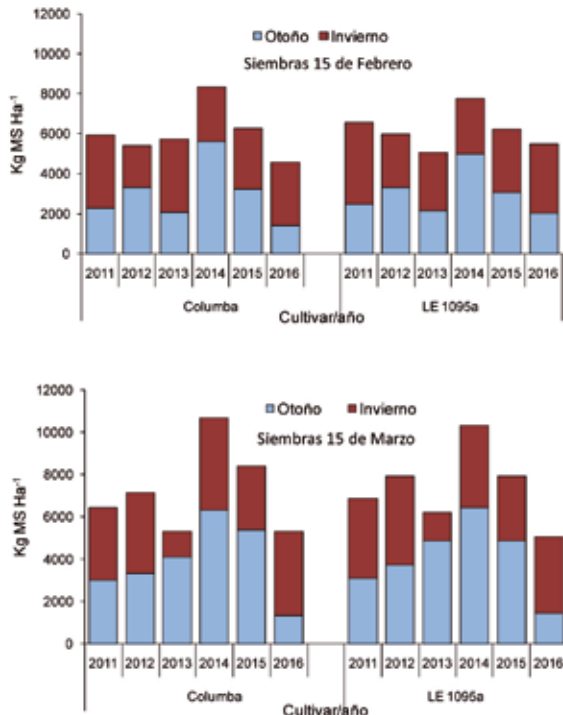 12000
Otoño Invierno
Siembras 15 de Febrero
10000
8000
6000
4000
2000
0
Kg MS Ha⁻¹
2011 2012 2013 2014 2015 2016 2011 2012 2013 2014 2015 2016
Columba LE 1095a
Cultivar/año
12000
Otoño Invierno
10000
Siembras 15 de Marzo
8000
6000
4000
2000
0
Kg MS Ha⁻¹
2011 2012 2013 2014 2015 2016 2011 2012 2013 2014 2015 2016
Columba LE 1095a
Cultivar/año